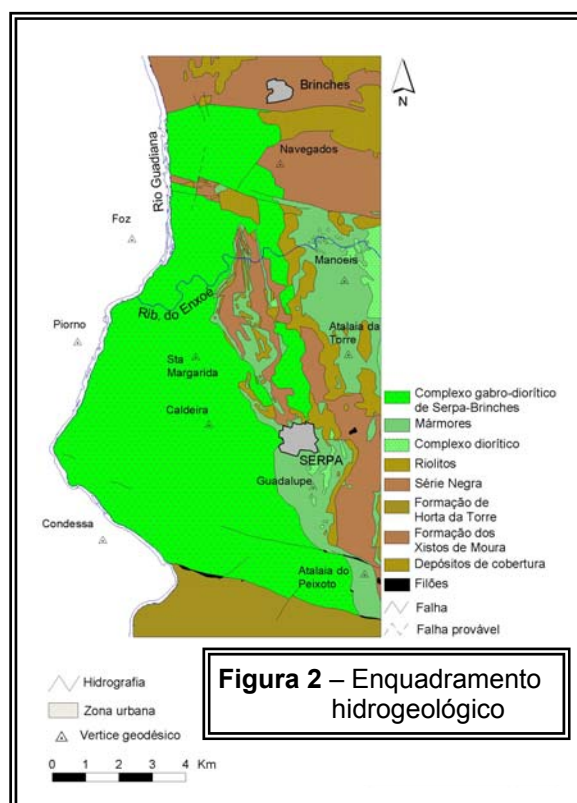 Brinches
N
Navegados
Rio Guadiana
Foz
Manoeis
Rib. do Enxoe
Piorno
Atalaia da
Torre
Sta
Margarida
Caldeira
SERPA
Guadalupe
Condessa
Atalaia do
Peixoto
Complexo gabro-diorítico
de Serpa-Brinches
Mármores
Complexo diorítico
Riolitos
Série Negra
Formação de
Horta da Torre
Formação dos
Xistos de Moura
Depósitos de cobertura
Filões
Falha
Falha provável
Hidrografia
Zona urbana
Vertice geodèsico
0 1 2 3 4 Km
Figura 2 – Enquadramento
hidrogeológico